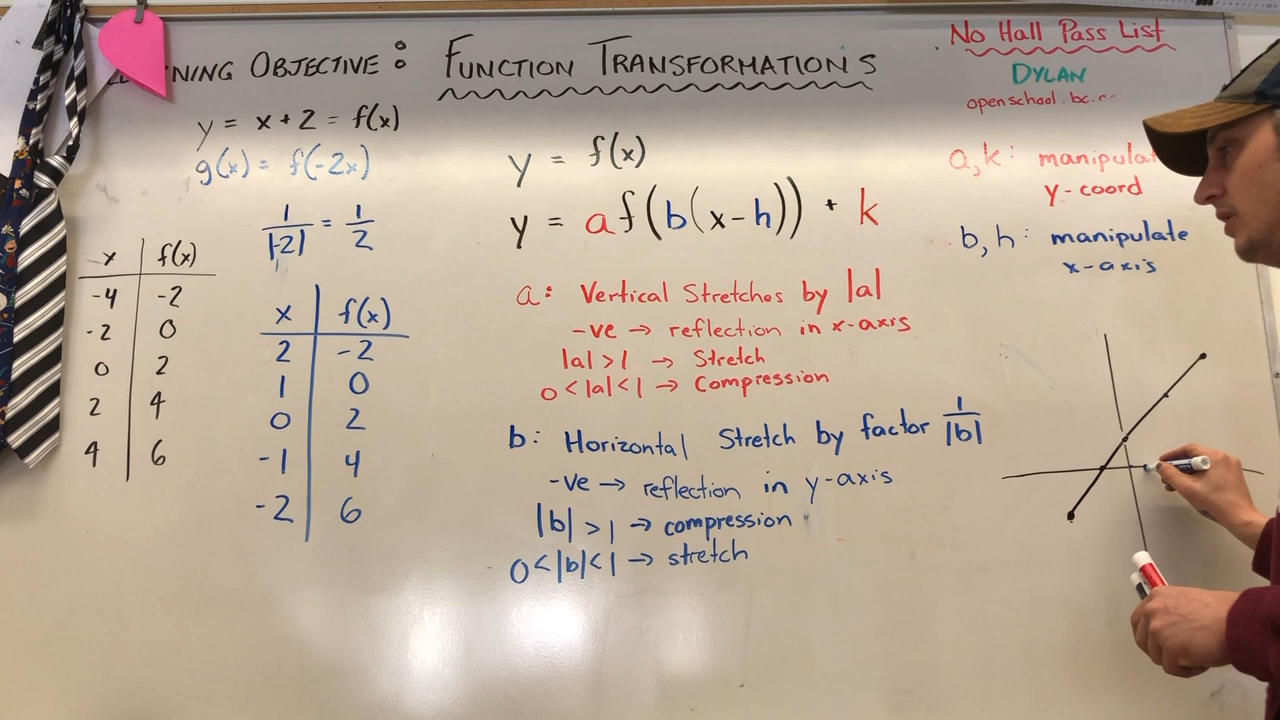 OBJECTIVE: FUNCTION TRANSFORMATIONS
No Hall Pass List
DYLAN
openschool.bc.
y = x + 2 = f(x)
g(x) = f(-2x)
1/|-2| = 1/2
x | f(x)
-4 | -2
-2 | 0
0 | 2
2 | 4
4 | 6
x | f(x)
2 | -2
1 | 0
0 | 2
-1 | 4
-2 | 6
y = f(x)
y = af(b(x-h)) + k
a: Vertical Stretches by |a|
-ve → reflection in x-axis
|a| > 1 → Stretch
0 < |a| < 1 → Compression
b: Horizontal Stretch by factor 1/|b|
-ve → reflection in y-axis
|b| > 1 → compression
0 < |b| < 1 → stretch
a,k:
y-coord
b,h: manipulate
x-axis